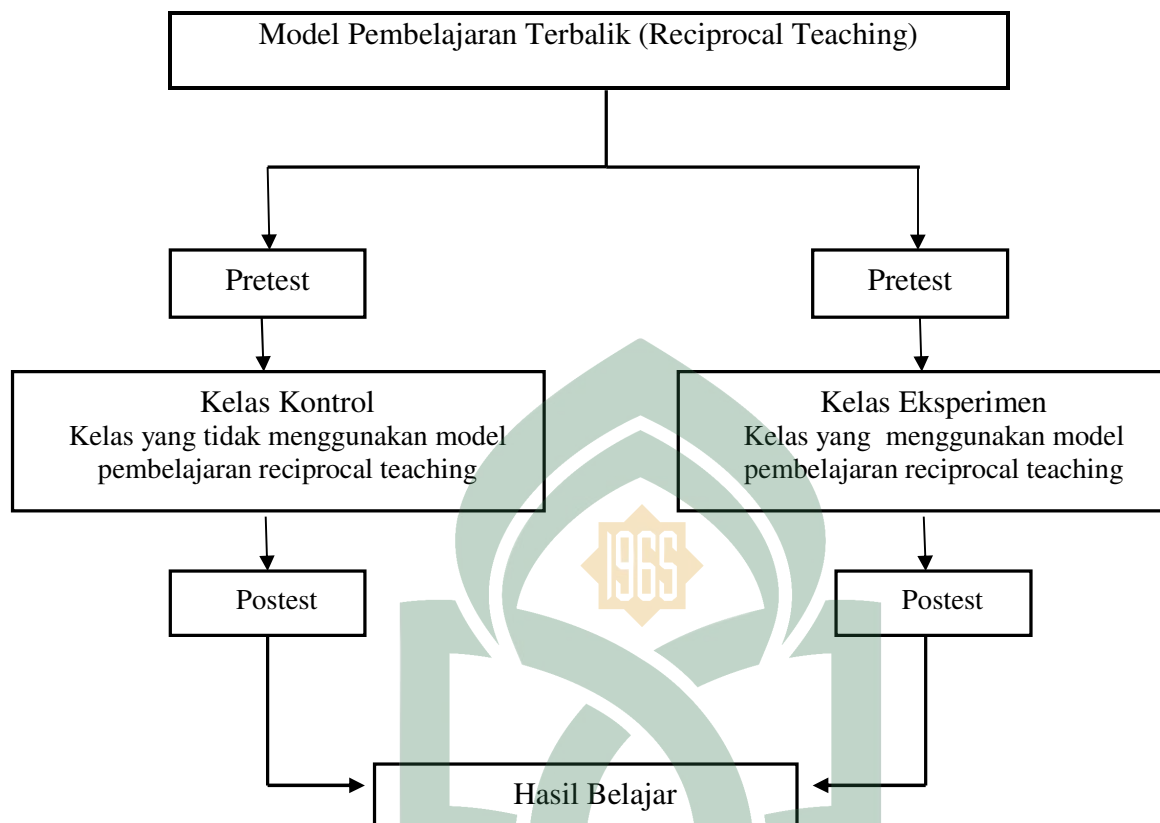 Model Pembelajaran Terbalik (Reciprocal Teaching)
Pretest
Pretest
Kelas Kontrol
Kelas yang tidak menggunakan model
pembelajaran reciprocal teaching
Kelas Eksperimen
Kelas yang menggunakan model
pembelajaran reciprocal teaching
1965
Postest
Postest
Hasil Belajar